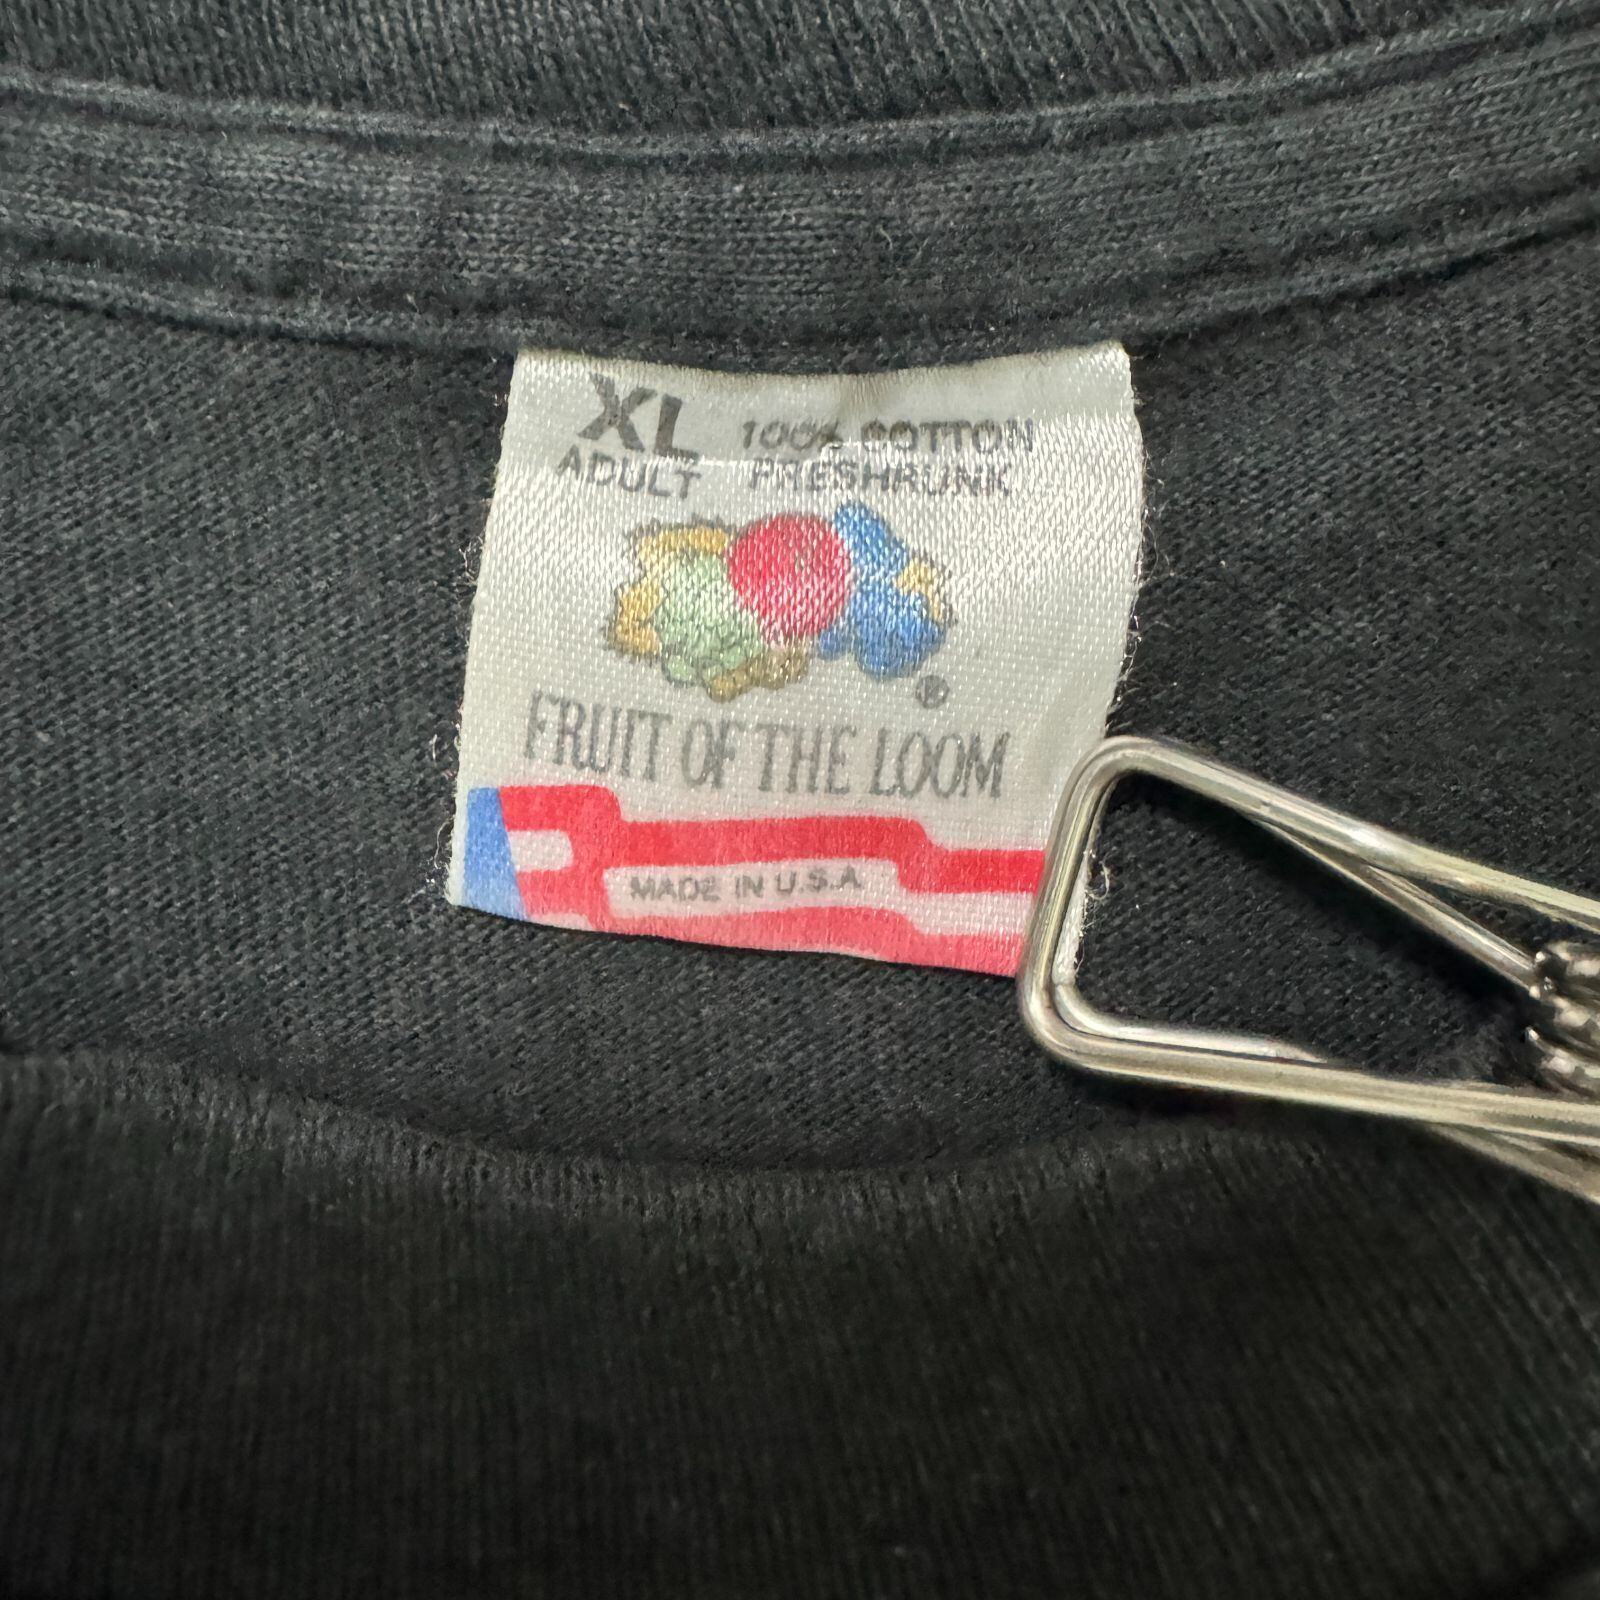 XL 100% COTTON
ADULT PRESHRUNK
®
FRUIT OF THE LOOM
MADE IN U.S.A